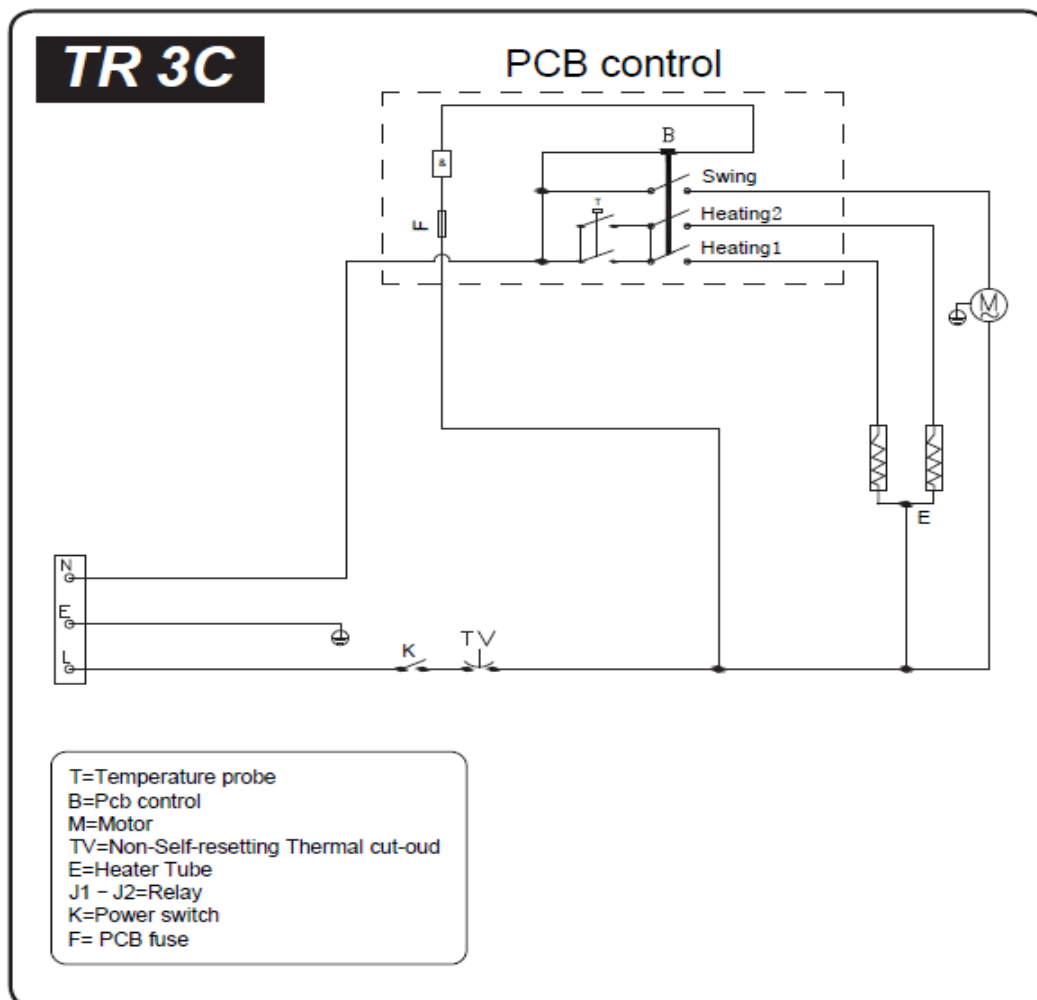 TR 3C
PCB control
B
&
Swing
T
Heating2
F
Heating1
M
E
N
E
TV
K
L
T=Temperature probe
B=Pcb control
M=Motor
TV=Non-Self-resetting Thermal cut-oud
E=Heater Tube
J1 - J2=Relay
K=Power switch
F= PCB fuse